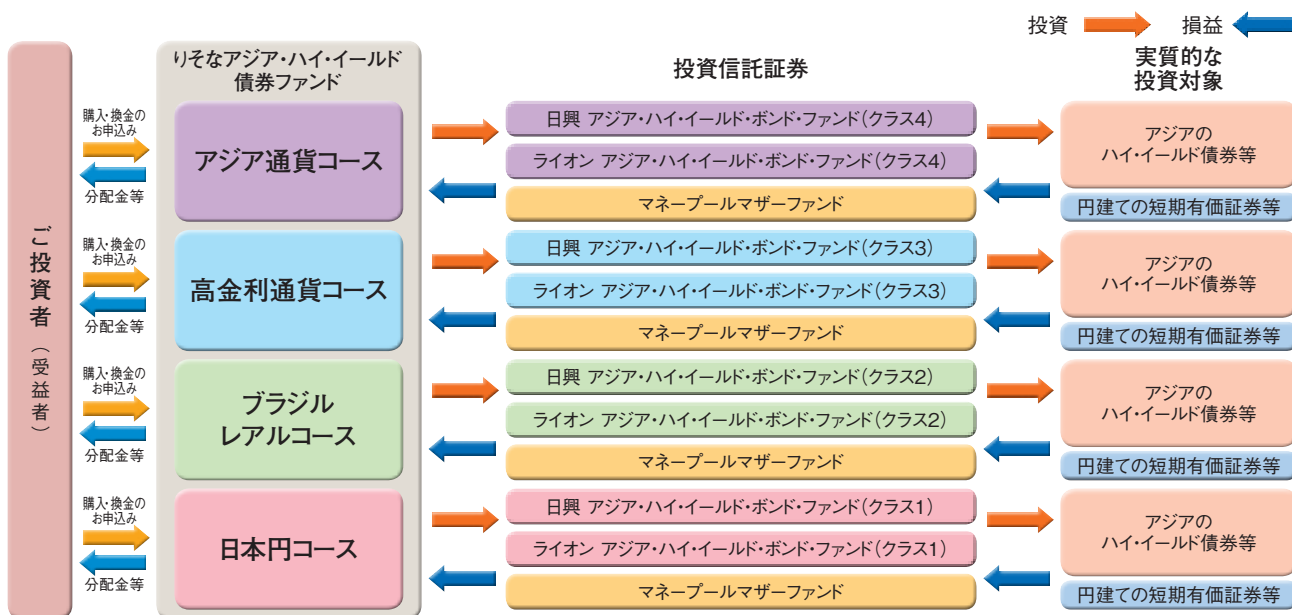 投資
損益
りそなアジア・ハイ・イールド
債券ファンド
投資信託証券
実質的な
投資対象
ご投資者（受益者）
購入・換金の
お申込み
分配金等
アジア通貨コース
日興 アジア・ハイ・イールド・ボンド・ファンド（クラス4）
ライオン アジア・ハイ・イールド・ボンド・ファンド（クラス4）
マネープールマザーファンド
アジアの
ハイ・イールド債券等
円建ての短期有価証券等
購入・換金の
お申込み
分配金等
高金利通貨コース
日興 アジア・ハイ・イールド・ボンド・ファンド（クラス3）
ライオン アジア・ハイ・イールド・ボンド・ファンド（クラス3）
マネープールマザーファンド
アジアの
ハイ・イールド債券等
円建ての短期有価証券等
購入・換金の
お申込み
分配金等
ブラジル
レアルコース
日興 アジア・ハイ・イールド・ボンド・ファンド（クラス2）
ライオン アジア・ハイ・イールド・ボンド・ファンド（クラス2）
マネープールマザーファンド
アジアの
ハイ・イールド債券等
円建ての短期有価証券等
購入・換金の
お申込み
分配金等
日本円コース
日興 アジア・ハイ・イールド・ボンド・ファンド（クラス1）
ライオン アジア・ハイ・イールド・ボンド・ファンド（クラス1）
マネープールマザーファンド
アジアの
ハイ・イールド債券等
円建ての短期有価証券等